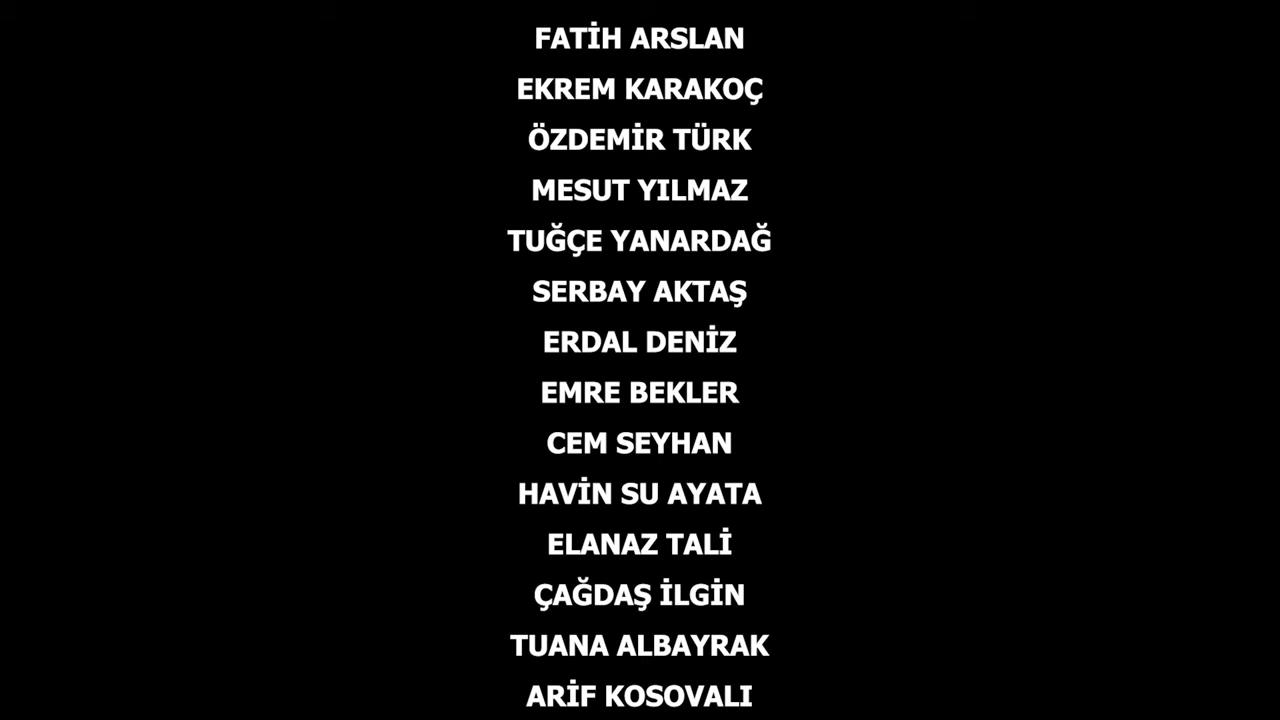 FATİH ARSLAN
EKREM KARAKOÇ
ÖZDEMİR TÜRK
MESUT YILMAZ
TUĞÇE YANARDAĞ
SERBAY AKTAŞ
ERDAL DENİZ
EMRE BEKLER
CEM SEYHAN
HAVİN SU AYATA
ELANAZ TALİ
ÇAĞDAŞ İLGİN
TUANA ALBAYRAK
ARİF KOSOVALI